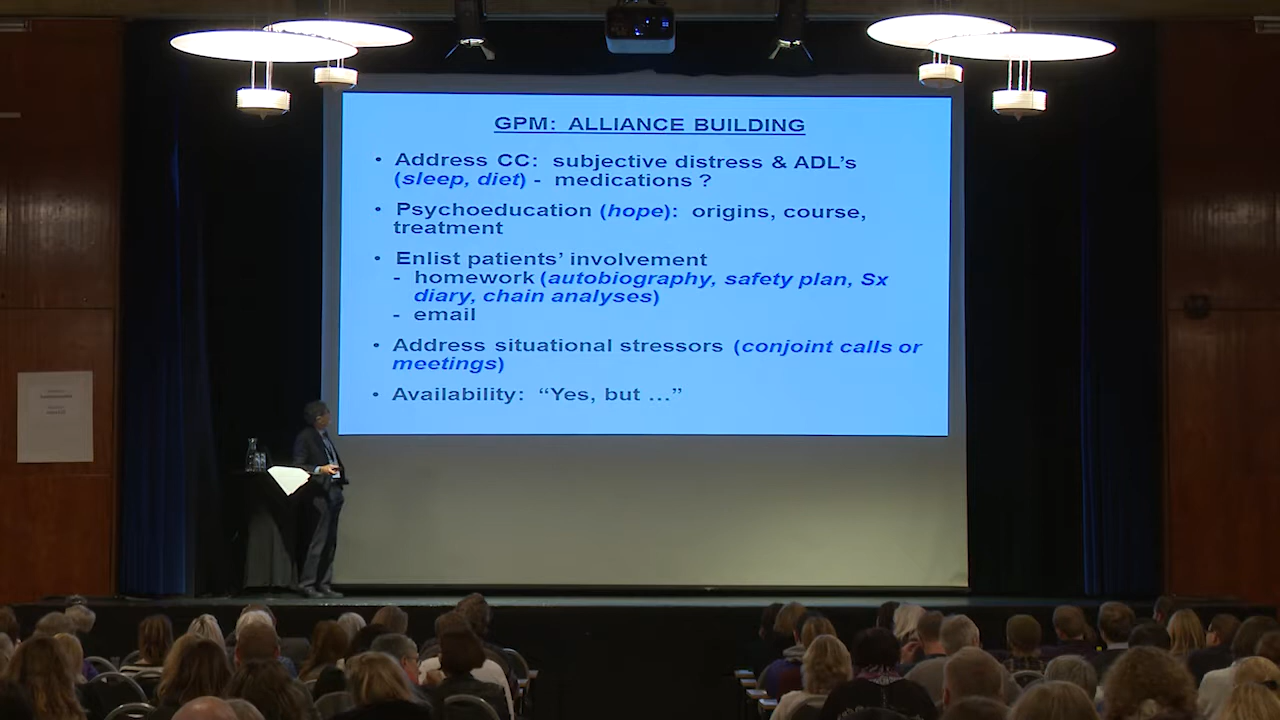 GPM: ALLIANCE BUILDING
• Address CC: subjective distress & ADL’s
(sleep, diet) - medications ?
• Psychoeducation (hope): origins, course,
treatment
• Enlist patients’ involvement
- homework (autobiography, safety plan, Sx
diary, chain analyses)
- email
• Address situational stressors (conjoint calls or
meetings)
• Availability: “Yes, but …”